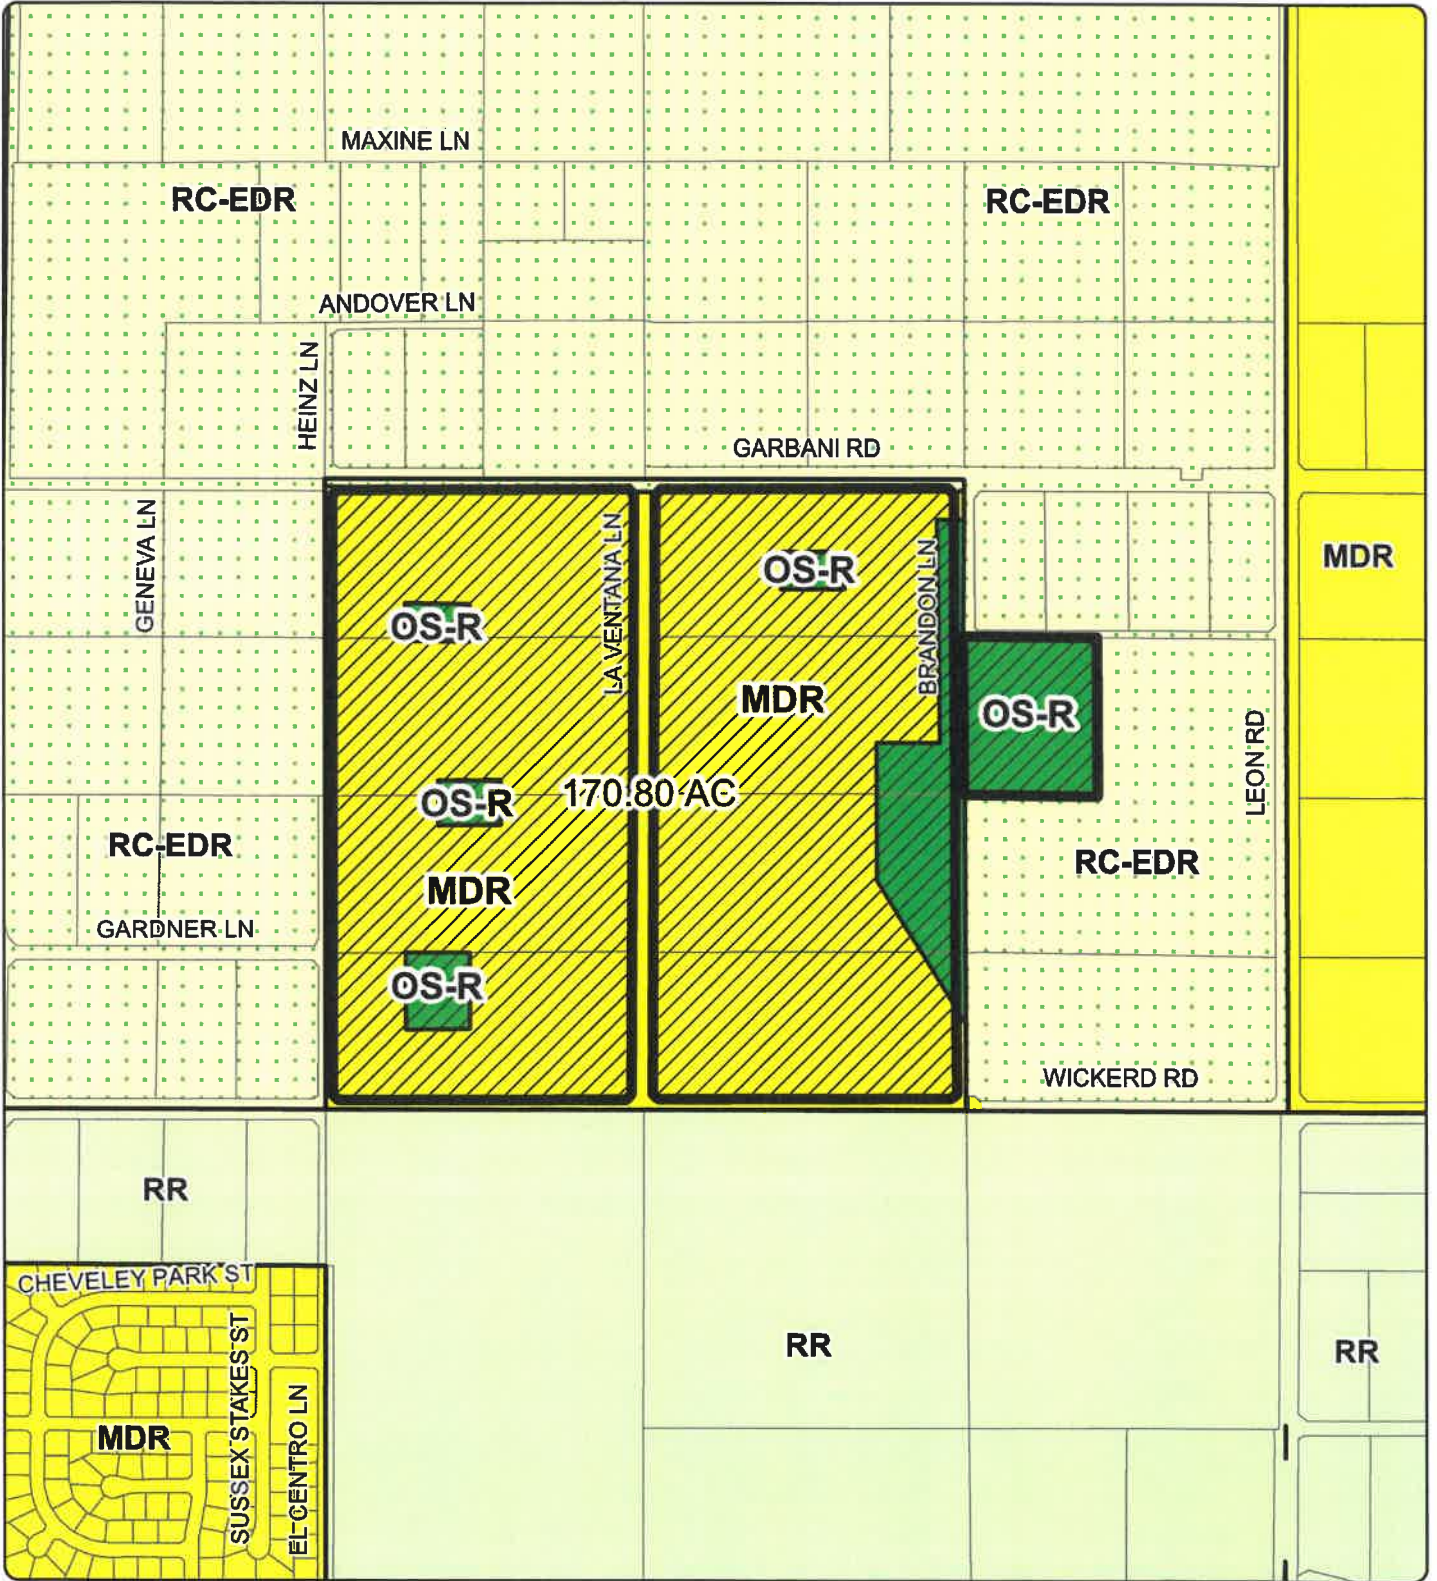 MAXINE LN
RC-EDR
RC-EDR
ANDOVER LN
HEINZ LN
GARBANI RD
GENEVA LN
LA VENTANA LN
BRANDON LN
OS-R
MDR
OS-R
MDR
OS-R
LEON RD
170.80 AC
OS-R
RC-EDR
RC-EDR
MDR
GARDNER LN
OS-R
WICKERD RD
RR
CHEVELEY PARK ST
SUSSEX STAKES ST
RR
RR
EL CENTRO LN
MDR